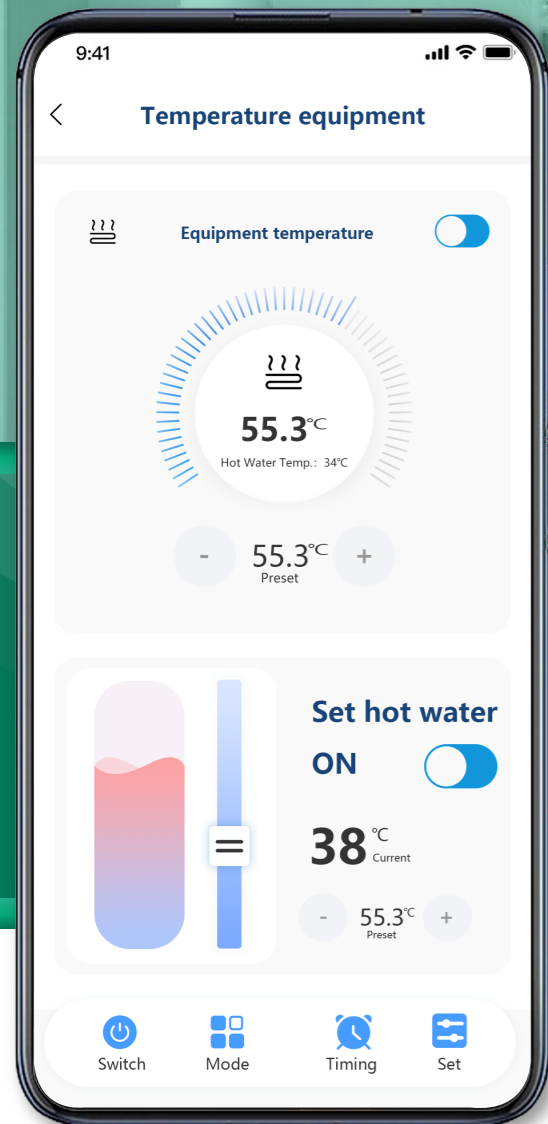 9:41
Temperature equipment
Equipment temperature
55.3℃
Hot Water Temp.: 34℃
- 55.3℃ +
Preset
Set hot water
ON
38 ℃
Current
- 55.3℃ +
Preset
Switch Mode Timing Set